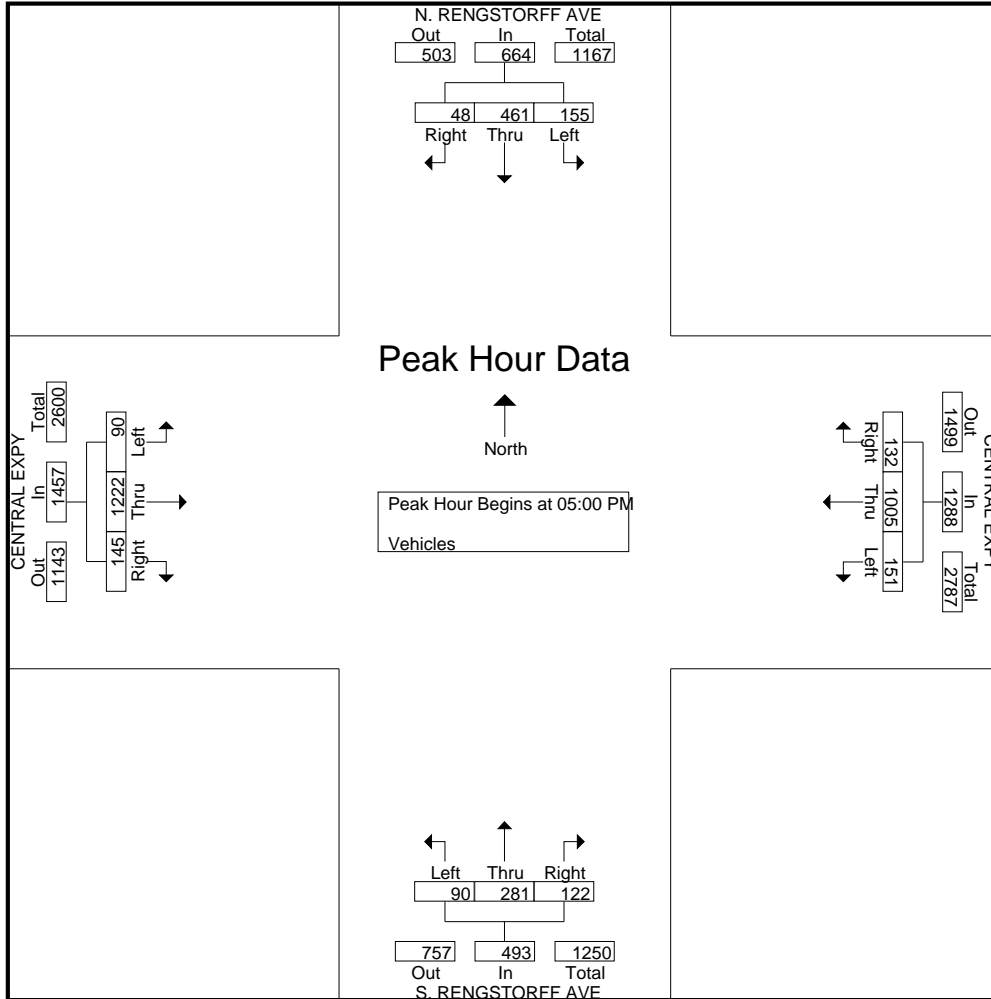 N. RENGSTORFF AVE
Out In Total
503 664 1167
48 461 155
Right Thru Left
Peak Hour Data
North
Peak Hour Begins at 05:00 PM
Vehicles
CENTRAL EXPY
Total In Out
2600 1457 1143
90 1222 145
Left Thru Right
Right Thru Left
132 1005 151
Out In Total
1499 1288 2787
CENTRAL EXPY
Left Thru Right
90 281 122
757 493 1250
Out In Total
S. RENGSTORFF AVE